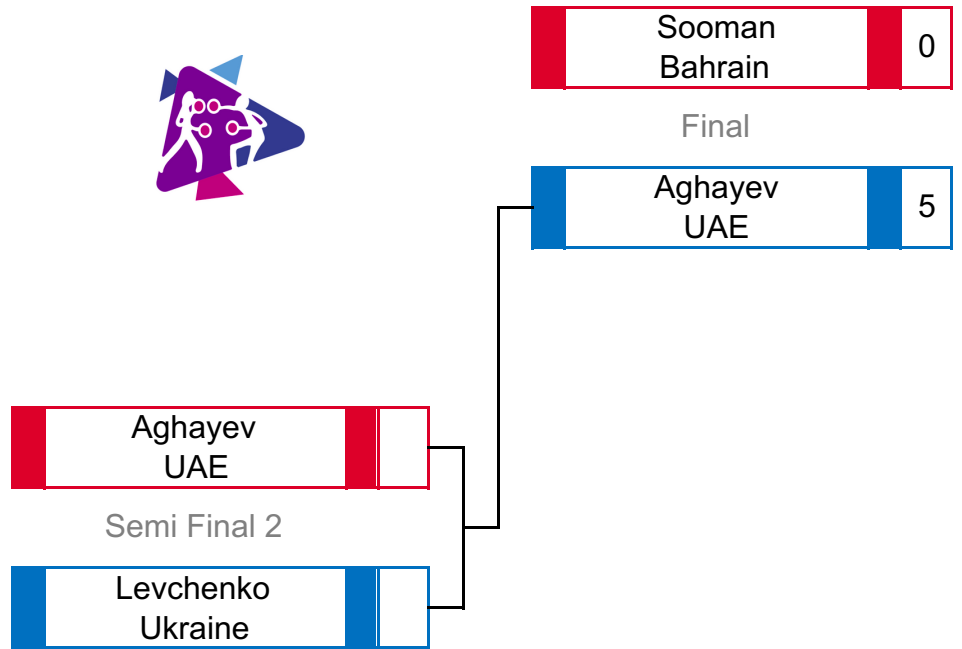 Sooman
Bahrain
0
Final
Aghayev
UAE
5
Aghayev
UAE
Semi Final 2
Levchenko
Ukraine